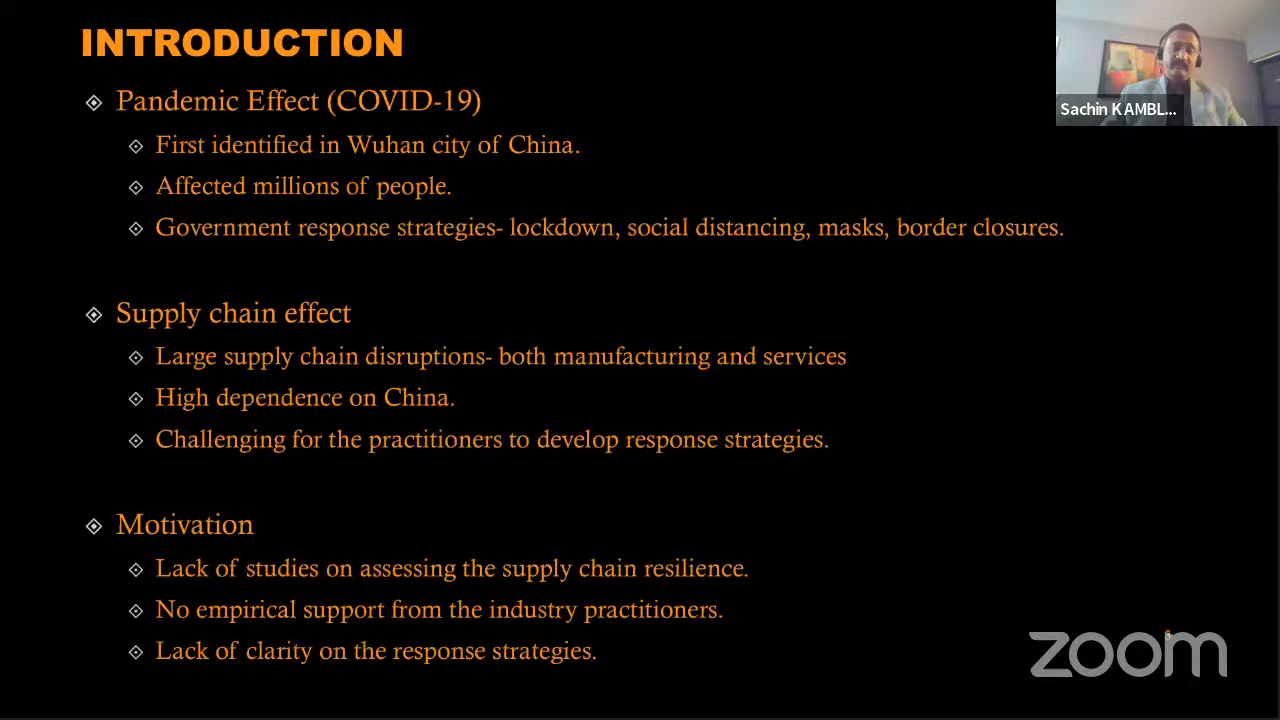 INTRODUCTION
Pandemic Effect (COVID-19)
First identified in Wuhan city of China.
Affected millions of people.
Government response strategies- lockdown, social distancing, masks, border closures.
Supply chain effect
Large supply chain disruptions- both manufacturing and services
High dependence on China.
Challenging for the practitioners to develop response strategies.
Motivation
Lack of studies on assessing the supply chain resilience.
No empirical support from the industry practitioners.
Lack of clarity on the response strategies.
Sachin KAMBL...
zoom